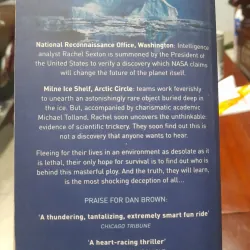 National Reconnaissance Office, Washington: Intelligence
analyst Rachel Sexton is summoned by the President of
the United States to verify a discovery which NASA claims
will change the future of the planet itself.
Milne Ice Shelf, Arctic Circle: teams work feverishly
to unearth an astonishingly rare object buried deep in
the ice. But, accompanied by charismatic academic
Michael Tolland, Rachel soon uncovers the unthinkable:
evidence of scientific trickery. They soon find out this is
not a discovery that anyone wants to hear.
Fleeing for their lives in an environment as desolate as it
is lethal, their only hope for survival is to find out who is
behind this masterful ploy. And the truth, they will learn,
is the most shocking deception of all...
PRAISE FOR DAN BROWN:
'A thundering, tantalizing, extremely smart fun ride'
CHICAGO TRIBUNE
'A heart-racing thriller'